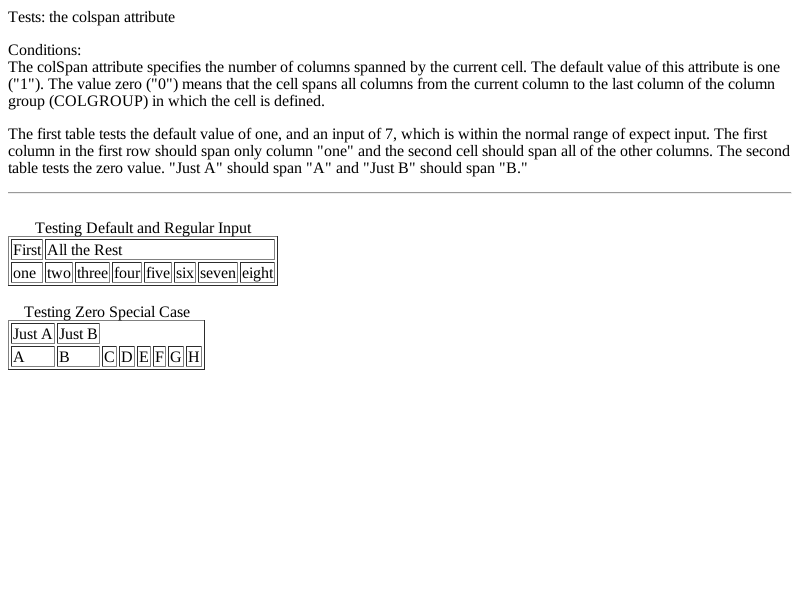 Tests: the colspan attribute
Conditions:
The colSpan attribute specifies the number of columns spanned by the current cell. The default value of this attribute is one
("1"). The value zero ("0") means that the cell spans all columns from the current column to the last column of the column
group (COLGROUP) in which the cell is defined.
The first table tests the default value of one, and an input of 7, which is within the normal range of expect input. The first
column in the first row should span only column "one" and the second cell should span all of the other columns. The second
table tests the zero value. "Just A" should span "A" and "Just B" should span "B."
Testing Default and Regular Input
First All the Rest
one two three four five six seven eight
Testing Zero Special Case
Just A Just B
A B C D E F G H